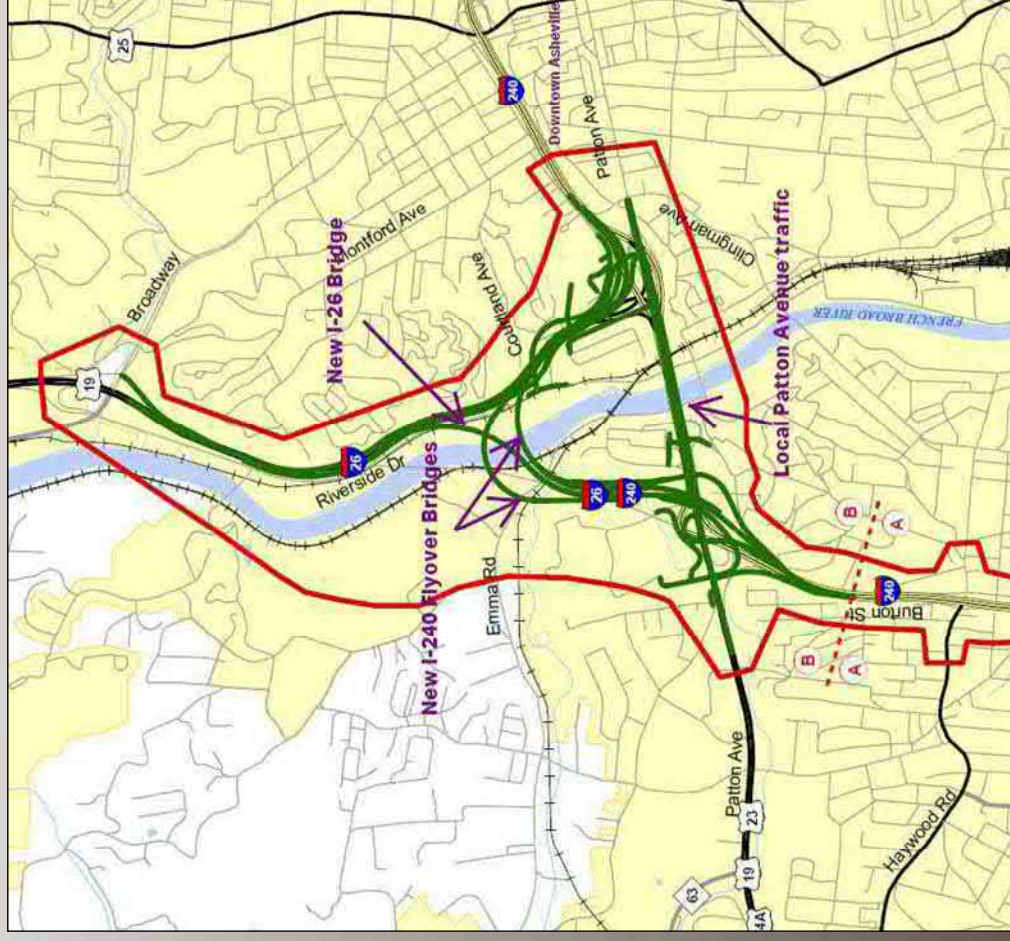 25
240
Downtown Asheville
Patton Ave
Broadway
Montford Ave
New I-26 Bridge
Courtland Ave
Clingman Ave
19
26
Riverside Dr
FRENCH BROAD RIVER
Local Patton Avenue traffic
New I-240 Flyover Bridges
26
240
Emma Rd
B
A
240
Burton St
B
A
Patton Ave
23
19
63
4A
Haywood Rd